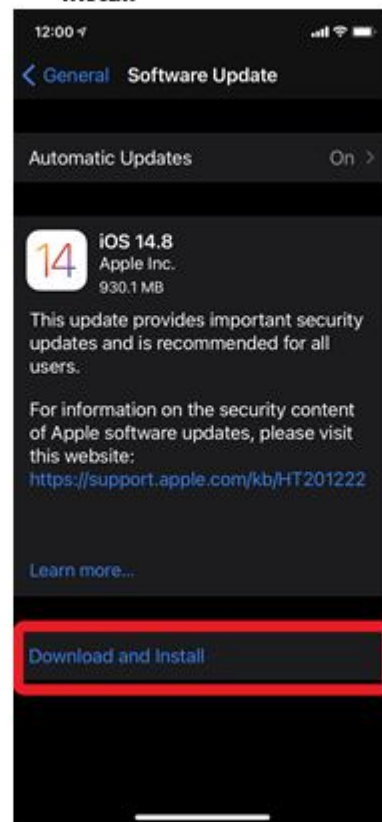 Install
12:00
General Software Update
Automatic Updates On
14
iOS 14.8
Apple Inc.
930.1 MB
This update provides important security
updates and is recommended for all
users.
For information on the security content
of Apple software updates, please visit
this website:
https://support.apple.com/kb/HT201222
Learn more...
Download and Install